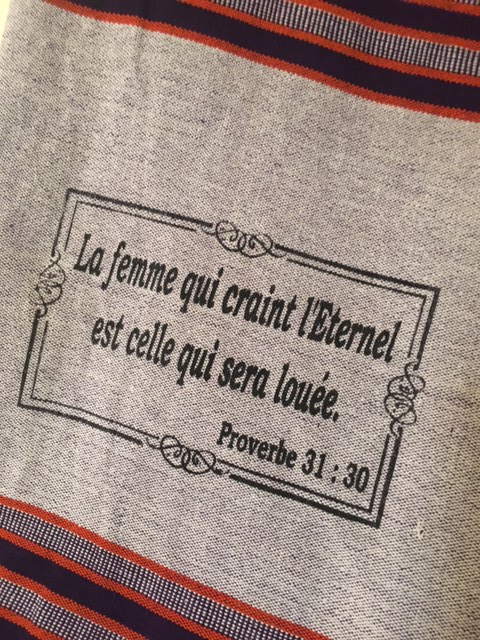 La femme qui craint l'Eternel
est celle qui sera louée.
Proverbe 31 : 30